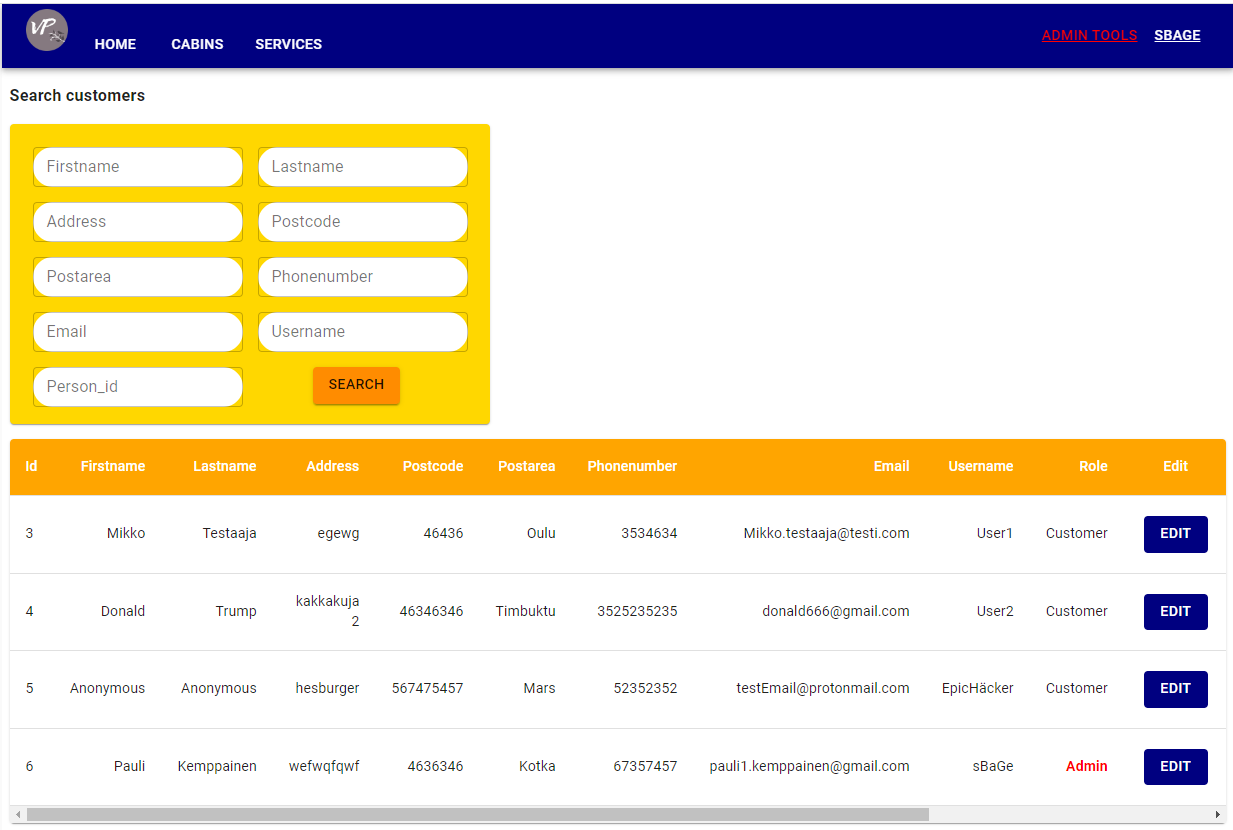 VP
HOME CABINS SERVICES ADMIN TOOLS SBAGE
Search customers
Firstname Lastname
Address Postcode
Postarea Phonenumber
Email Username
Person_id SEARCH
Id Firstname Lastname Address Postcode Postarea Phonenumber Email Username Role Edit
3 Mikko Testaaja egewg 46436 Oulu 3534634 Mikko.testaaja@testi.com User1 Customer EDIT
4 Donald Trump kakkakuja 2 46346346 Timbuktu 3525235235 donald666@gmail.com User2 Customer EDIT
5 Anonymous Anonymous hesburger 567475457 Mars 52352352 testEmail@protonmail.com EpicHäcker Customer EDIT
6 Pauli Kemppainen wefwqfqwf 4636346 Kotka 67357457 pauli1.kemppainen@gmail.com sBaGe Admin EDIT